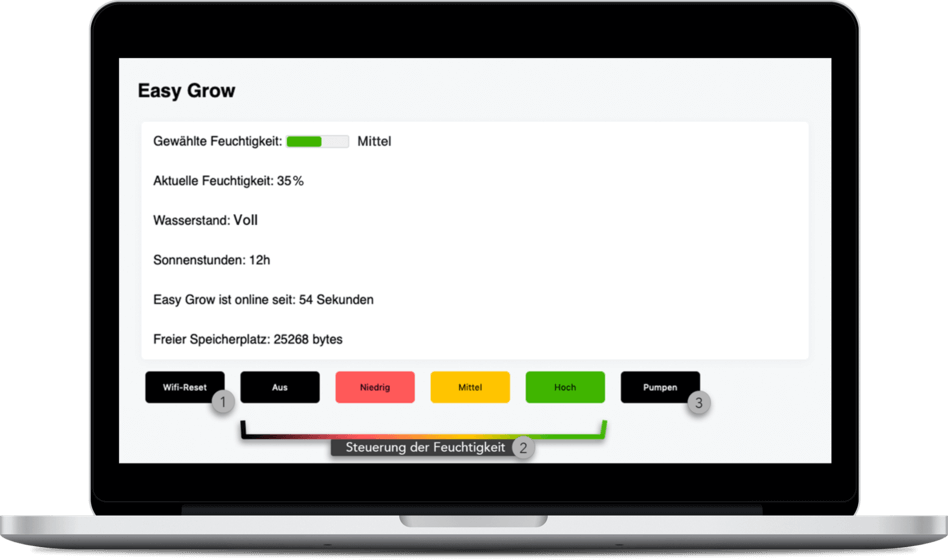 Easy Grow
Gewählte Feuchtigkeit: Mittel
Aktuelle Feuchtigkeit: 35%
Wasserstand: Voll
Sonnenstunden: 12h
Easy Grow ist online seit: 54 Sekunden
Freier Speicherplatz: 25268 bytes
Wifi-Reset Aus Niedrig Mittel Hoch Pumpen
1 3
Steuerung der Feuchtigkeit 2